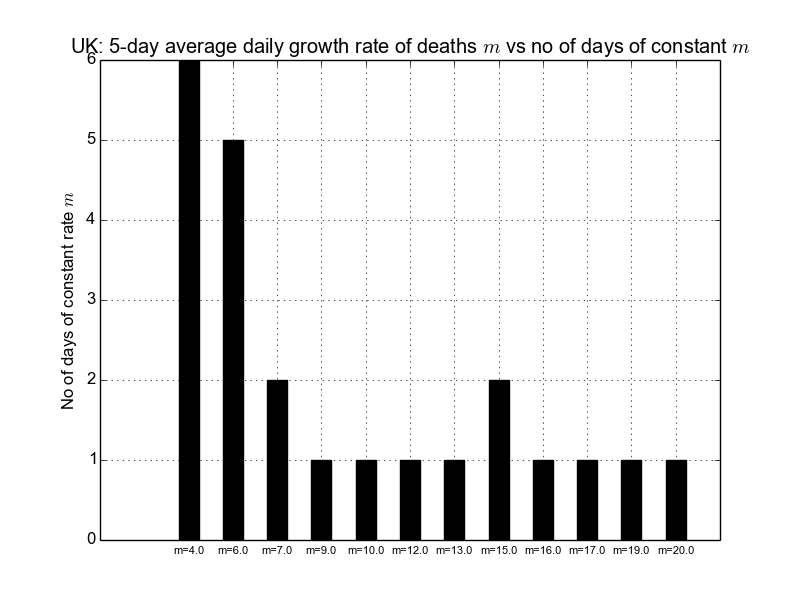 UK: 5-day average daily growth rate of deaths m vs no of days of constant m
6
5
4
3
2
1
0
No of days of constant rate m
m=4.0 m=6.0 m=7.0 m=9.0 m=10.0 m=12.0 m=13.0 m=15.0 m=16.0 m=17.0 m=19.0 m=20.0